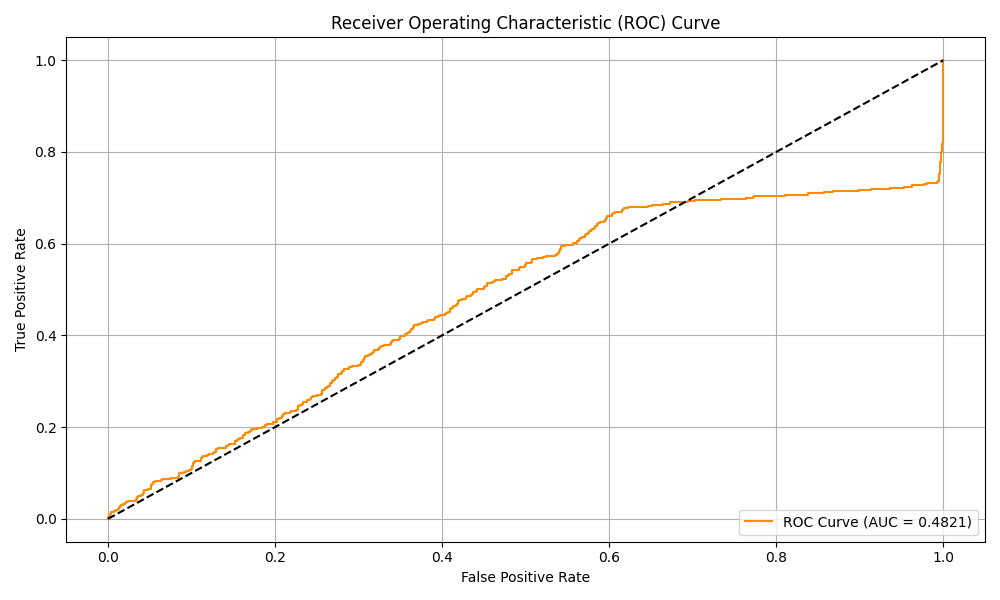 Receiver Operating Characteristic (ROC) Curve
True Positive Rate
1.0
0.8
0.6
0.4
0.2
0.0
ROC Curve (AUC = 0.4821)
0.0 0.2 0.4 0.6 0.8 1.0
False Positive Rate